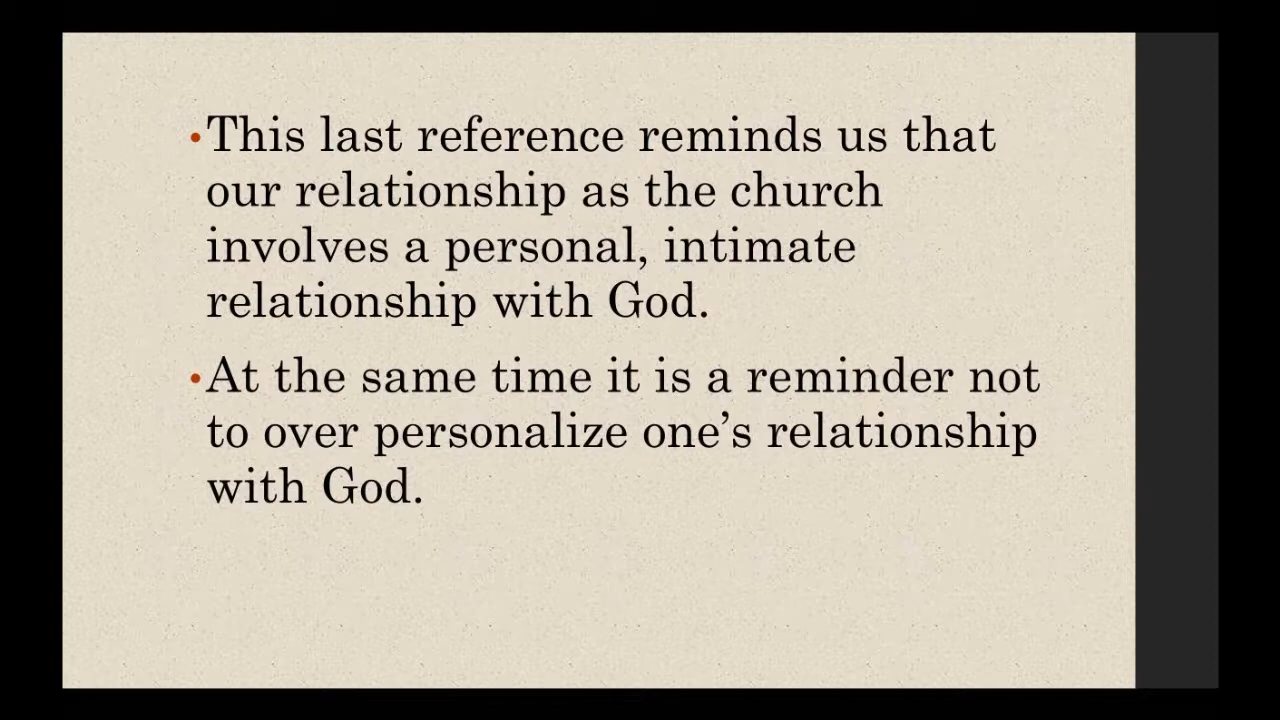 •This last reference reminds us that
our relationship as the church
involves a personal, intimate
relationship with God.
•At the same time it is a reminder not
to over personalize one’s relationship
with God.